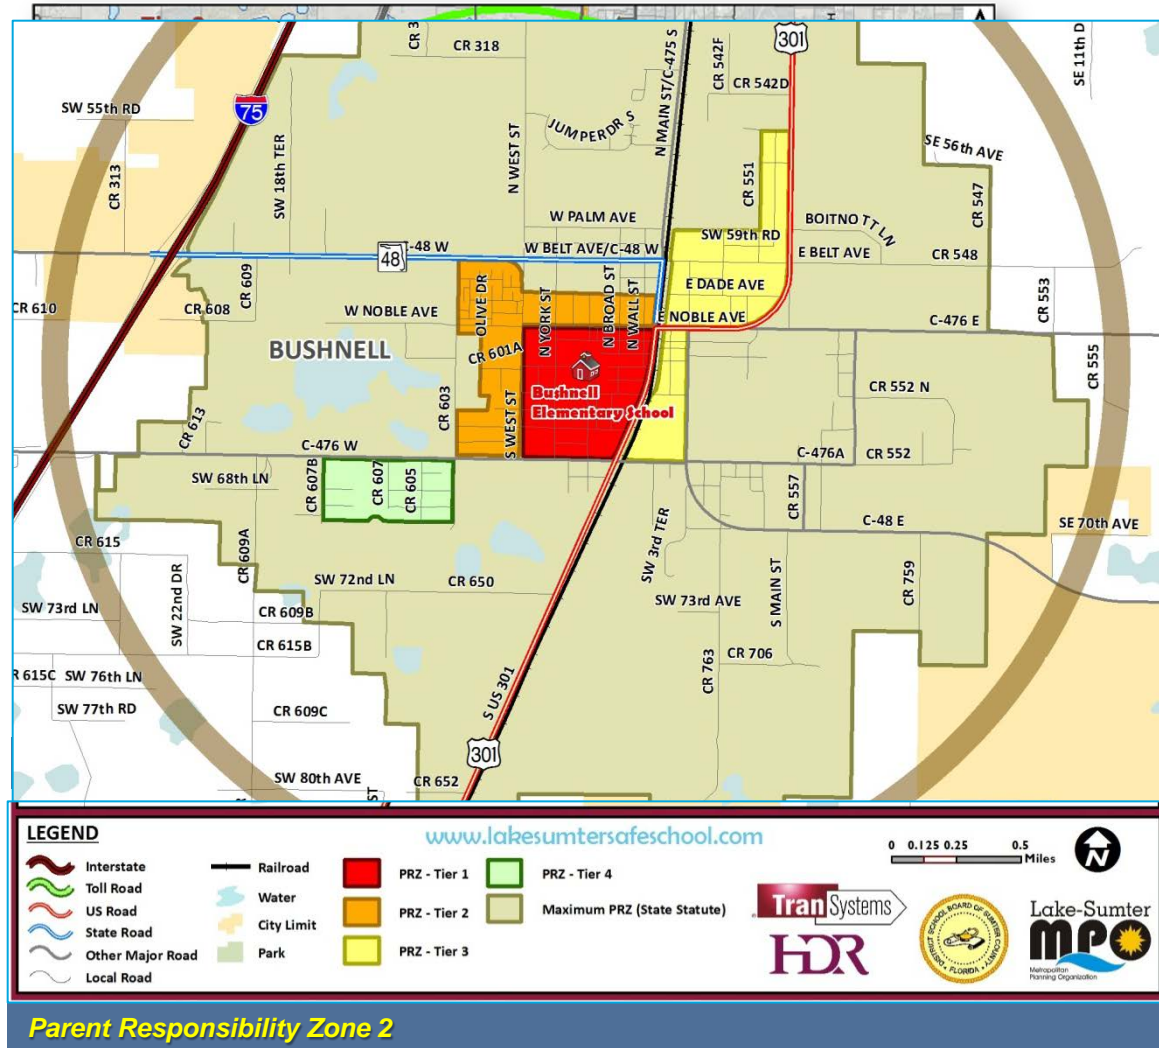 CR 3
CR 318
N MAIN ST/C-475 S
CR 542F
301
SE 11th D
CR 542D
75
SW 55th RD
JUMPER DR S
SE 56th AVE
CR 313
SW 18th TER
N WEST ST
CR 551
CR 547
W PALM AVE
BOITNOTT LN
SW 59th RD
C-48 W
W BELT AVE/C-48 W
E BELT AVE
CR 548
48
CR 609
OLIVE DR
E DADE AVE
CR 610
CR 608
W NOBLE AVE
N YORK ST
N BROAD ST
N WALL ST
E NOBLE AVE
C-476 E
CR 553
BUSHNELL
CR 601A
CR 555
Bushnell
Elementary School
CR 552 N
CR 603
S WEST ST
CR 613
C-476 W
C-476A
CR 552
SW 68th LN
CR 607B
CR 607
CR 605
CR 557
C-48 E
SE 70th AVE
CR 615
CR 609A
SW 3rd TER
SW 22nd DR
SW 72nd LN
CR 650
S MAIN ST
CR 759
SW 73rd LN
CR 609B
SW 73rd AVE
CR 615B
CR 763
CR 706
R 615C
SW 76th LN
S US 301
SW 77th RD
CR 609C
301
SW 80th AVE
ST
CR 652
LEGEND
www.lakesumtersafeschool.com
Interstate
Toll Road
US Road
State Road
Other Major Road
Local Road
Railroad
Water
City Limit
Park
PRZ - Tier 1
PRZ - Tier 2
PRZ - Tier 3
PRZ - Tier 4
Maximum PRZ (State Statute)
0 0.125 0.25 0.5
Miles
N
TranSystems
HDR
DISTRICT SCHOOL BOARD OF SUMTER COUNTY
FLORIDA
Lake-Sumter
MPO
Metropolitan
Planning Organization
Parent Responsibility Zone 2